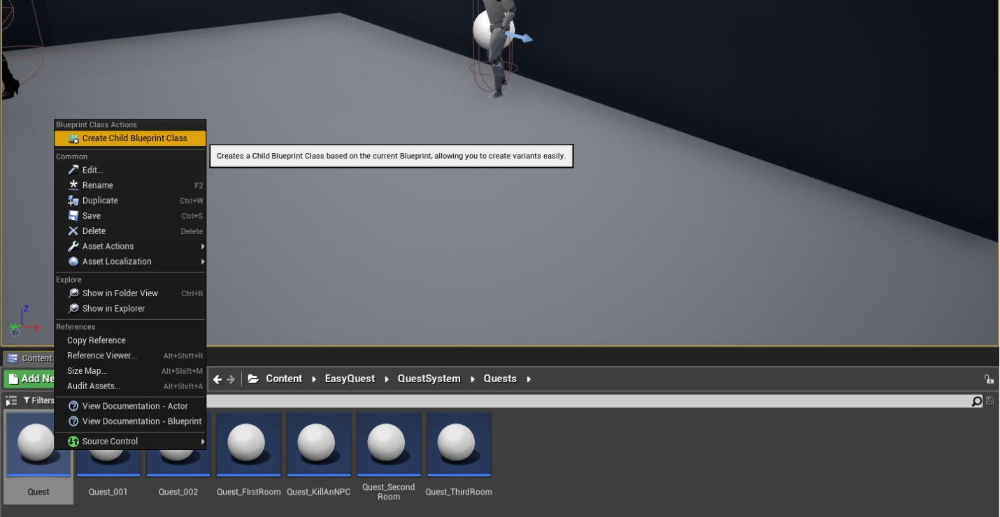 Blueprint Class Actions
Create Child Blueprint Class
Creates a Child Blueprint Class based on the current Blueprint, allowing you to create variants easily.
Common
Edit...
Rename F2
Duplicate Ctrl+W
Save Ctrl+S
Delete Delete
Asset Actions
Asset Localization
Explore
Show in Folder View Ctrl+B
Show in Explorer
References
Copy Reference
Reference Viewer... Alt+Shift+R
Size Map... Alt+Shift+M
Audit Assets... Alt+Shift+A
View Documentation - Actor
View Documentation - Blueprint
Source Control
Z
Y
X
Content
Add Ne
Content EasyQuest QuestSystem Quests
Filters
Quest
Quest_001
Quest_002
Quest_FIrstRoom
Quest_KillAnNPC
Quest_Second
Room
Quest_ThirdRoom